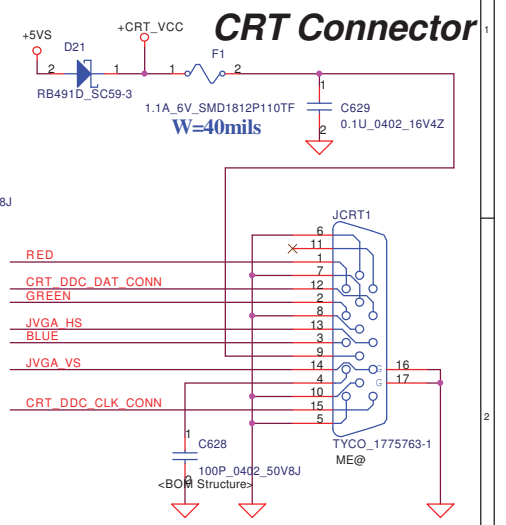 CRT Connector
1
+5VS
+CRT_VCC
D21
F1
2
1
1
2
1
RB491D_SC59-3
1.1A_6V_SMD1812P110TF
C629
0.1U_0402_16V4Z
W=40mils
2
8J
JCRT1
6
11
RED
1
7
CRT_DDC_DAT_CONN
12
GREEN
2
8
JVGA_HS
13
BLUE
3
9
JVGA_VS
14
G
16
4
G
17
10
CRT_DDC_CLK_CONN
15
5
2
1
C628
TYCO_1775763-1
ME@
100P_0402_50V8J
2
<BOM Structure>